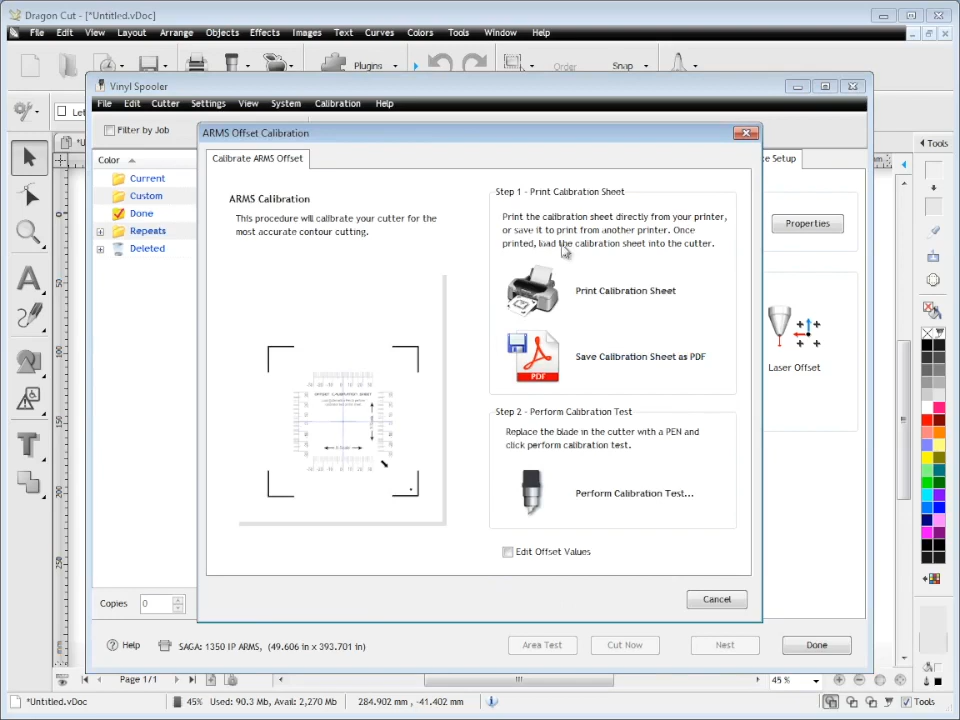 Dragon Cut - [*Untitled.vDoc]
File Edit View Layout Arrange Objects Effects Images Text Curves Colors Tools Window Help
Plugins Order Snap
Vinyl Spooler
File Edit Cutter Settings View System Calibration Help
Filter by Job
Color
Current
Custom
Done
Repeats
Deleted
Copies 0
ARMS Offset Calibration
Calibrate ARMS Offset
ARMS Calibration
This procedure will calibrate your cutter for the
most accurate contour cutting.
Step 1 - Print Calibration Sheet
Print the calibration sheet directly from your printer,
or save it to print from another printer. Once
printed, load the calibration sheet into the cutter.
Print Calibration Sheet
PDF
Save Calibration Sheet as PDF
Step 2 - Perform Calibration Test
Replace the blade in the cutter with a PEN and
click perform calibration test.
Perform Calibration Test...
Edit Offset Values
Cancel
Properties
Laser Offset
Tools
Help
SAGA: 1350 IP ARMS, (49.606 in x 393.701 in)
Area Test
Cut Now
Nest
Done
Page 1/1
45 %
*Untitled.vDoc
45% Used: 90.3 Mb, Avail: 2,270 Mb
284.902 mm , -41.402 mm
Tools